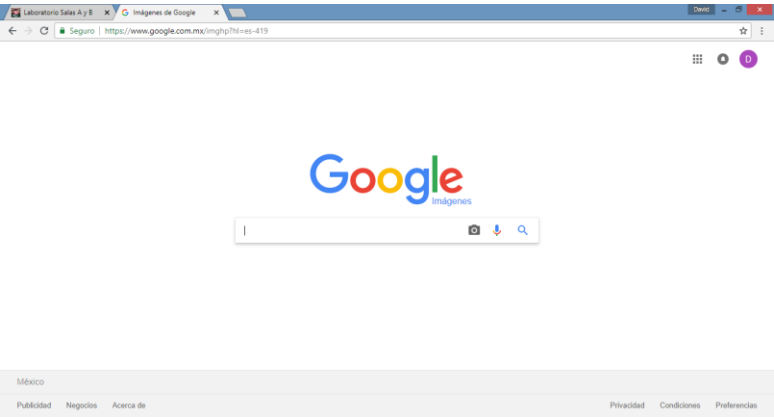 Laboratorio Salas A y B
Imágenes de Google
David
Seguro
https://www.google.com.mx/imghp?hl=es-419
D
Google
Imágenes
México
Publicidad Negocios Acerca de Privacidad Condiciones Preferencias